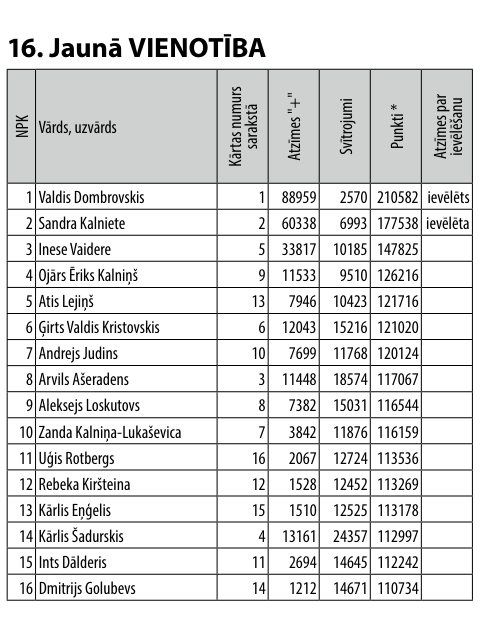 16. Jaunā VIENOTĪBA
NPK Vārds, uzvārds Kārtas numurs sarakstā Atzīmes "+" Svītrojumi Punkti * Atzīmes par ievēlēšanu
1 Valdis Dombrovskis 1 88959 2570 210582 ievēlēts
2 Sandra Kalniete 2 60338 6993 177538 ievēlēta
3 Inese Vaidere 5 33817 10185 147825
4 Ojārs Ēriks Kalniņš 9 11533 9510 126216
5 Atis Lejiņš 13 7946 10423 121716
6 Ģirts Valdis Kristovskis 6 12043 15216 121020
7 Andrejs Judins 10 7699 11768 120124
8 Arvils Ašeradens 3 11448 18574 117067
9 Aleksejs Loskutovs 8 7382 15031 116544
10 Zanda Kalniņa-Lukaševica 7 3842 11876 116159
11 Uģis Rotbergs 16 2067 12724 113536
12 Rebeka Kiršteina 12 1528 12452 113269
13 Kārlis Eņģelis 15 1510 12525 113178
14 Kārlis Šadurskis 4 13161 24357 112997
15 Ints Dālderis 11 2694 14645 112242
16 Dmitrijs Golubevs 14 1212 14671 110734